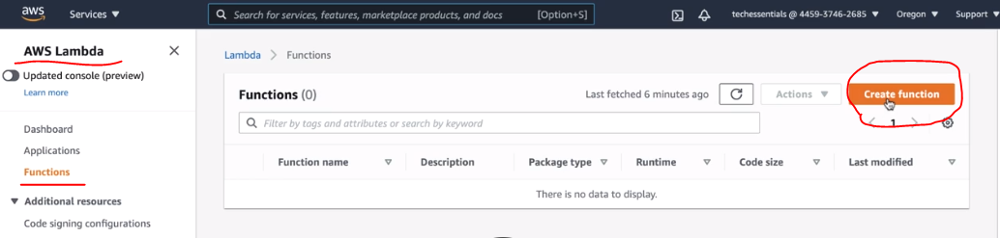 aws Services ▼ Search for services, features, marketplace products, and docs [Option+S] techessentials @ 4459-3746-2685 ▼ Oregon ▼ Support ▼
AWS Lambda ✕
Updated console (preview)
Learn more
Dashboard
Applications
Functions
▼ Additional resources
Code signing configurations
Lambda > Functions
Functions (0) Last fetched 6 minutes ago Actions ▼ Create function
Filter by tags and attributes or search by keyword < 1 >
Function name Description Package type Runtime Code size Last modified
There is no data to display.